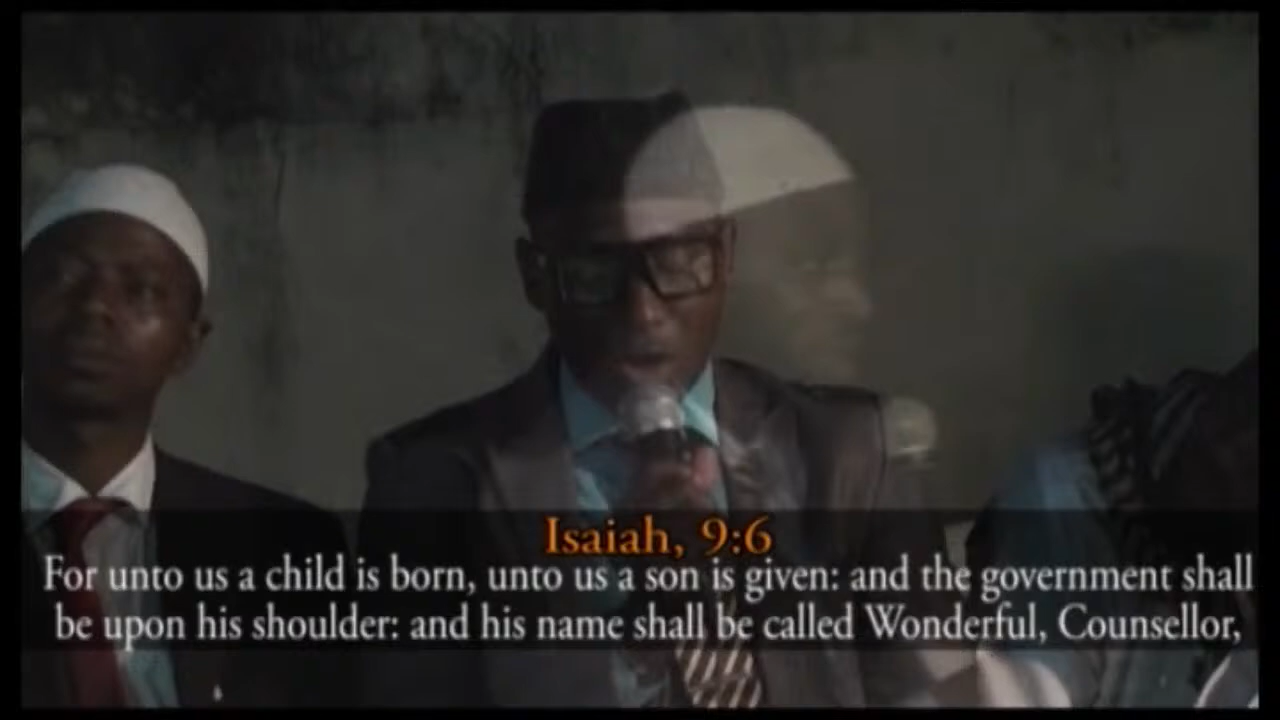 Isaiah, 9:6
For unto us a child is born, unto us a son is given: and the government shall
be upon his shoulder: and his name shall be called Wonderful, Counsellor,